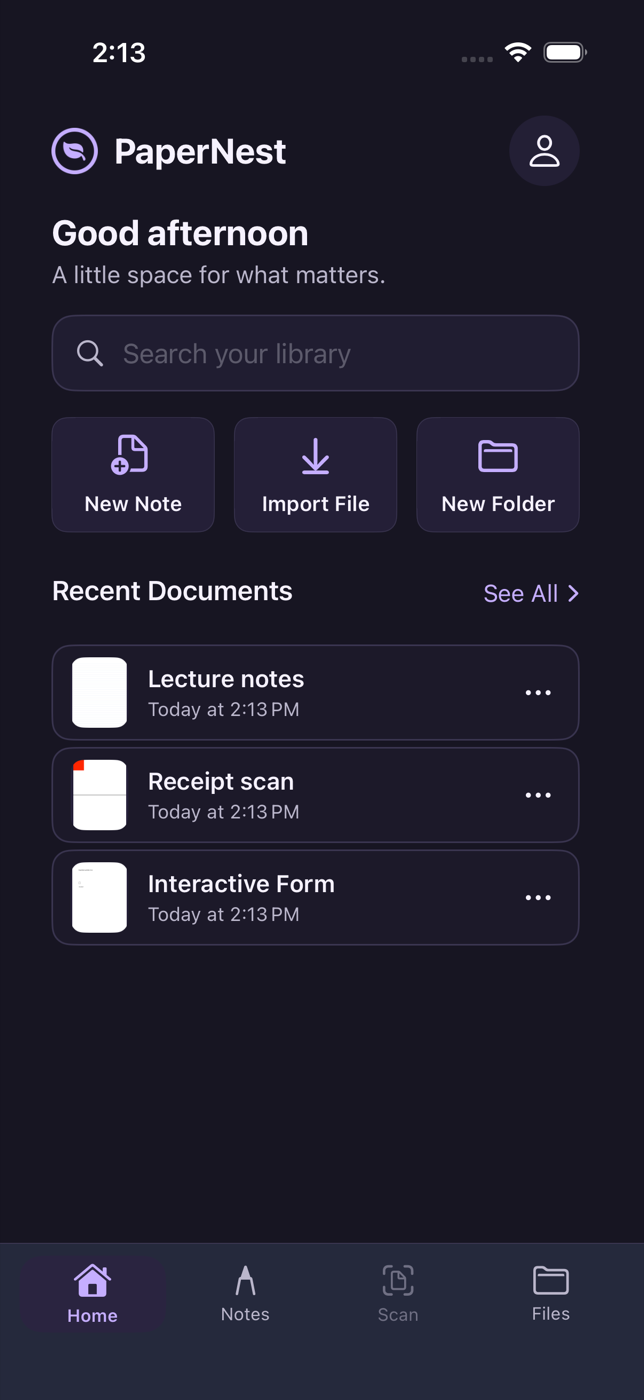 2:13
PaperNest
Good afternoon
A little space for what matters.
Search your library
New Note
Import File
New Folder
Recent Documents
See All
Lecture notes
Today at 2:13 PM
Receipt scan
Today at 2:13 PM
Interactive Form
Today at 2:13 PM
Home
Notes
Scan
Files